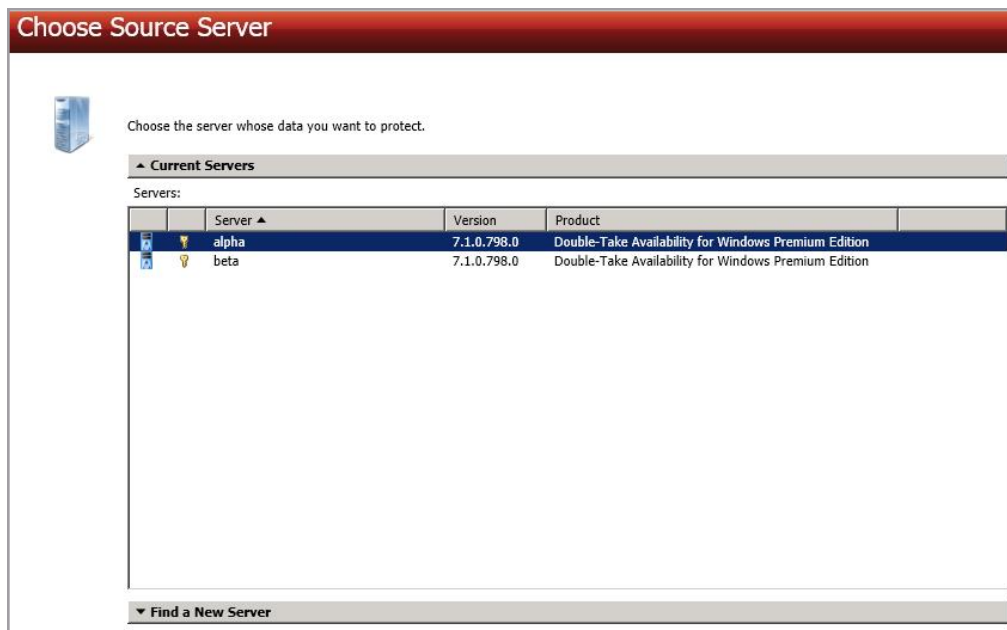 Choose Source Server
Choose the server whose data you want to protect.
Current Servers
Servers:
Server Version Product
alpha 7.1.0.798.0 Double-Take Availability for Windows Premium Edition
beta 7.1.0.798.0 Double-Take Availability for Windows Premium Edition
Find a New Server